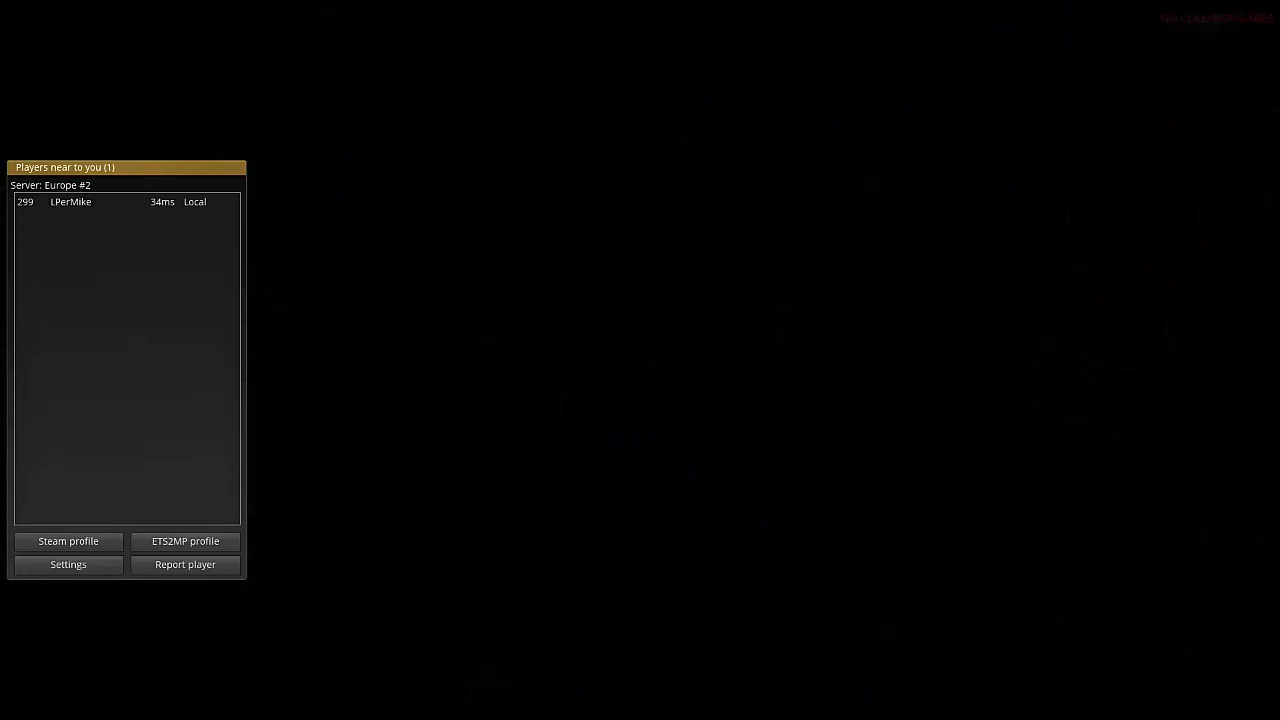 Players near to you (1)
Server: Europe #2
299 LPerMike 34ms Local
Steam profile ETS2MP profile
Settings Report player